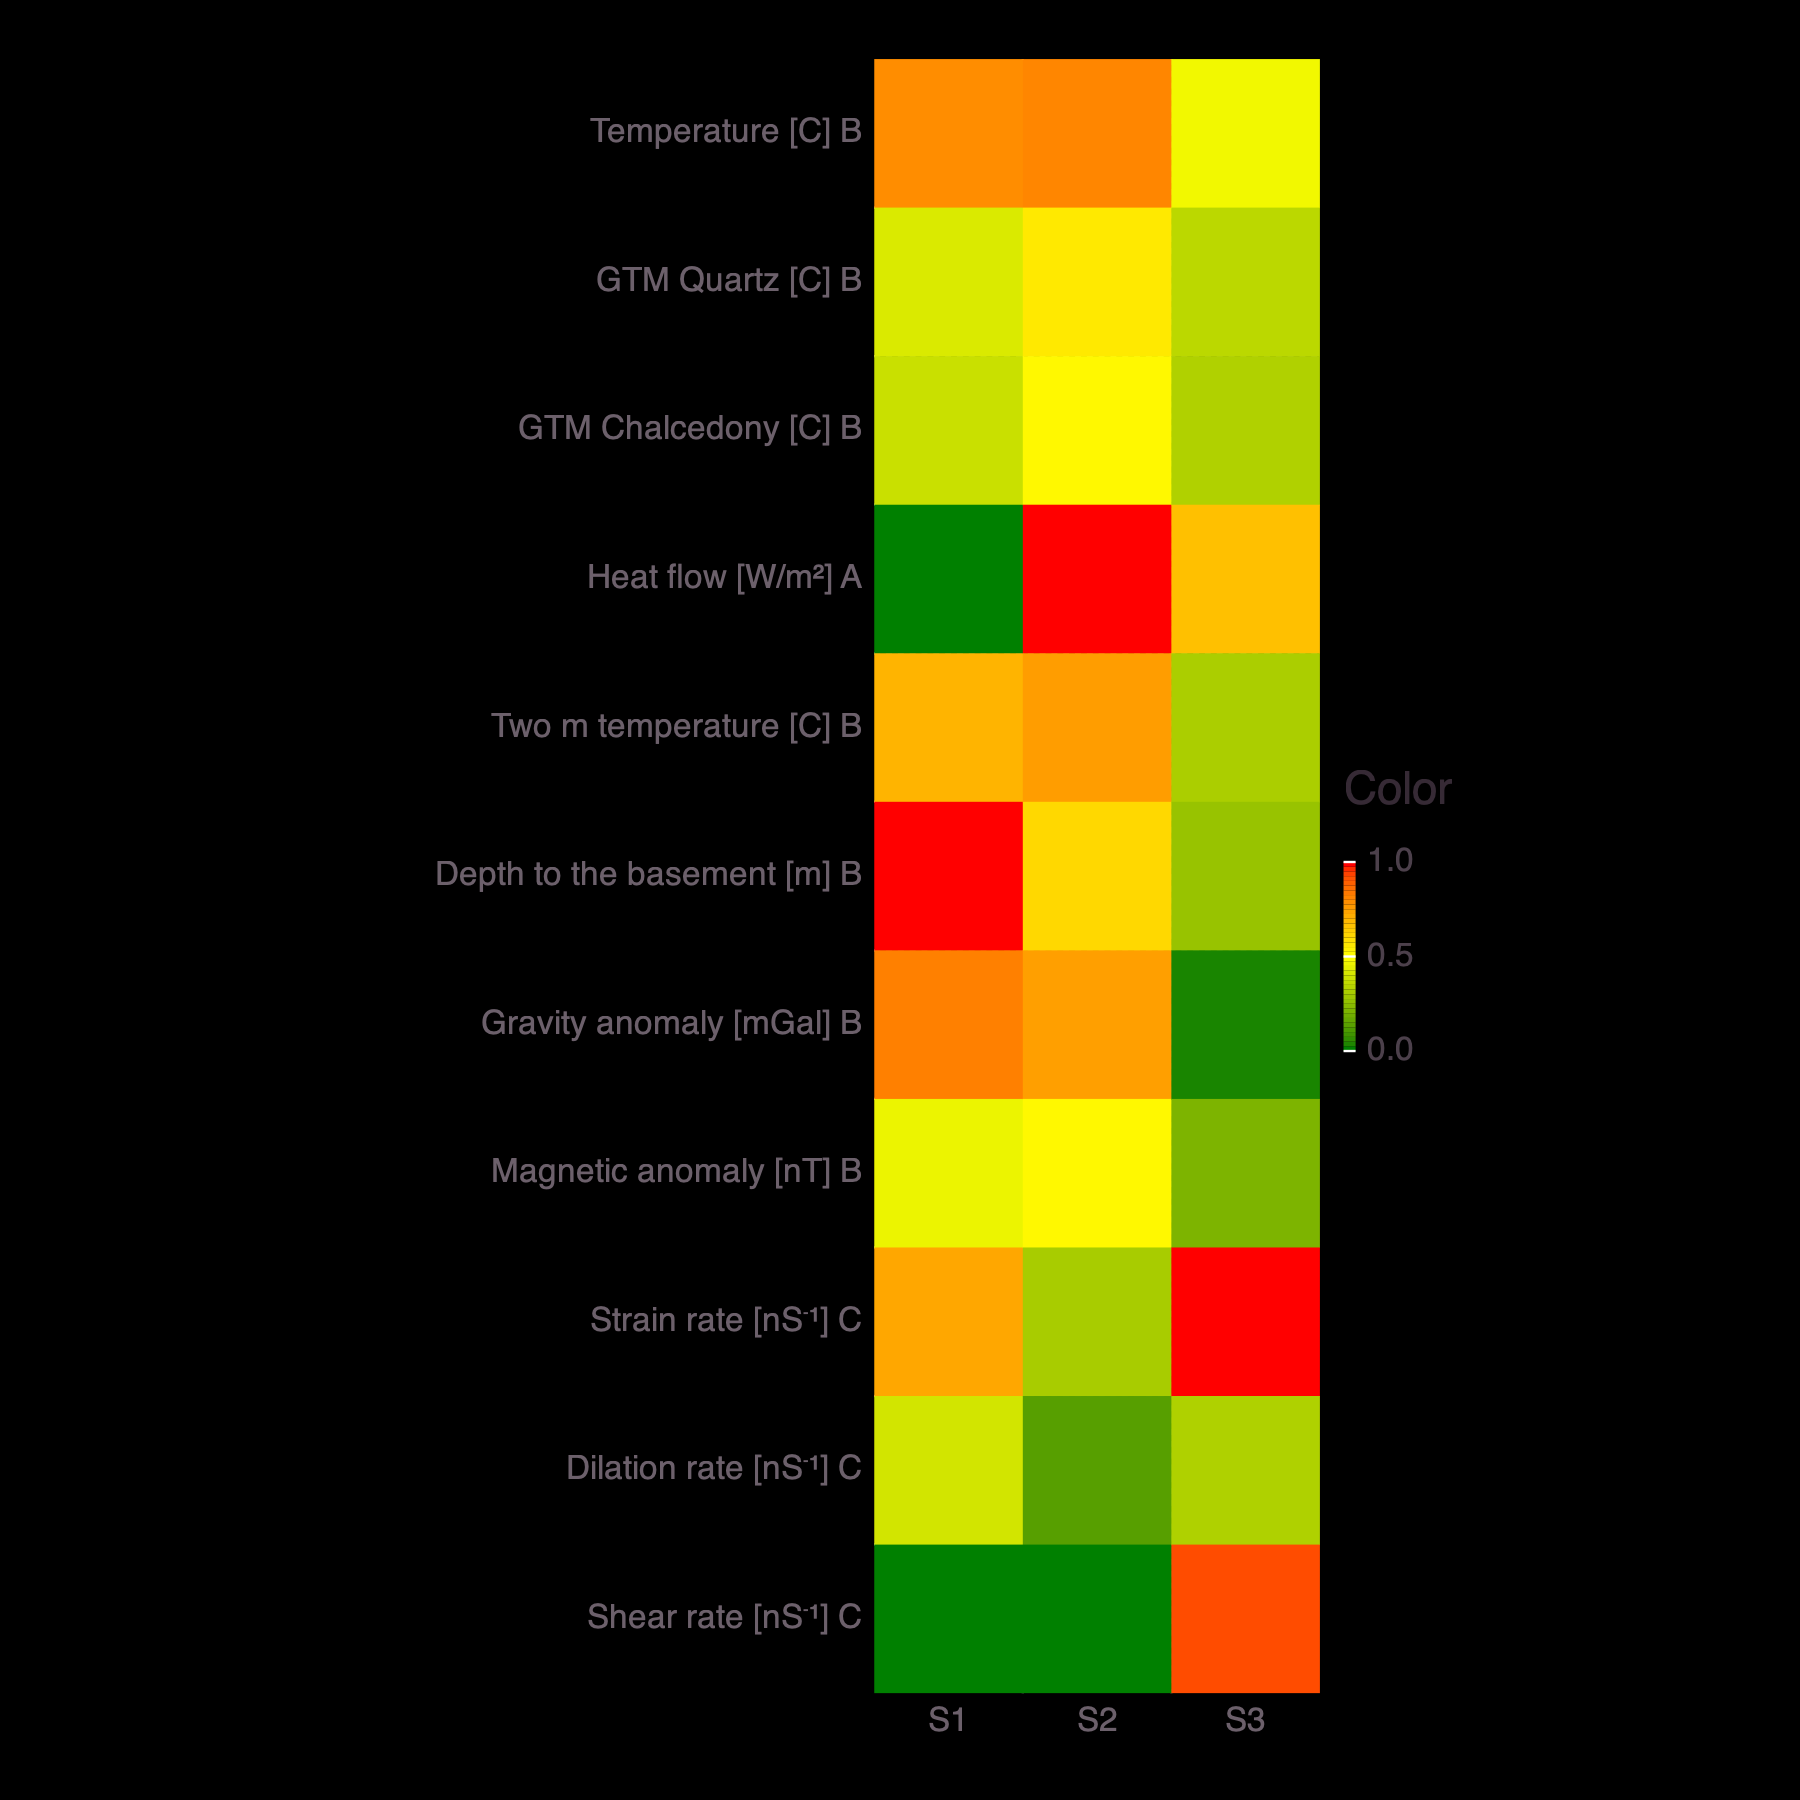 Temperature [C] B
GTM Quartz [C] B
GTM Chalcedony [C] B
Heat flow [W/m²] A
Two m temperature [C] B
Depth to the basement [m] B
Gravity anomaly [mGal] B
Magnetic anomaly [nT] B
Strain rate [nS⁻¹] C
Dilation rate [nS⁻¹] C
Shear rate [nS⁻¹] C
S1 S2 S3
Color
1.0
0.5
0.0